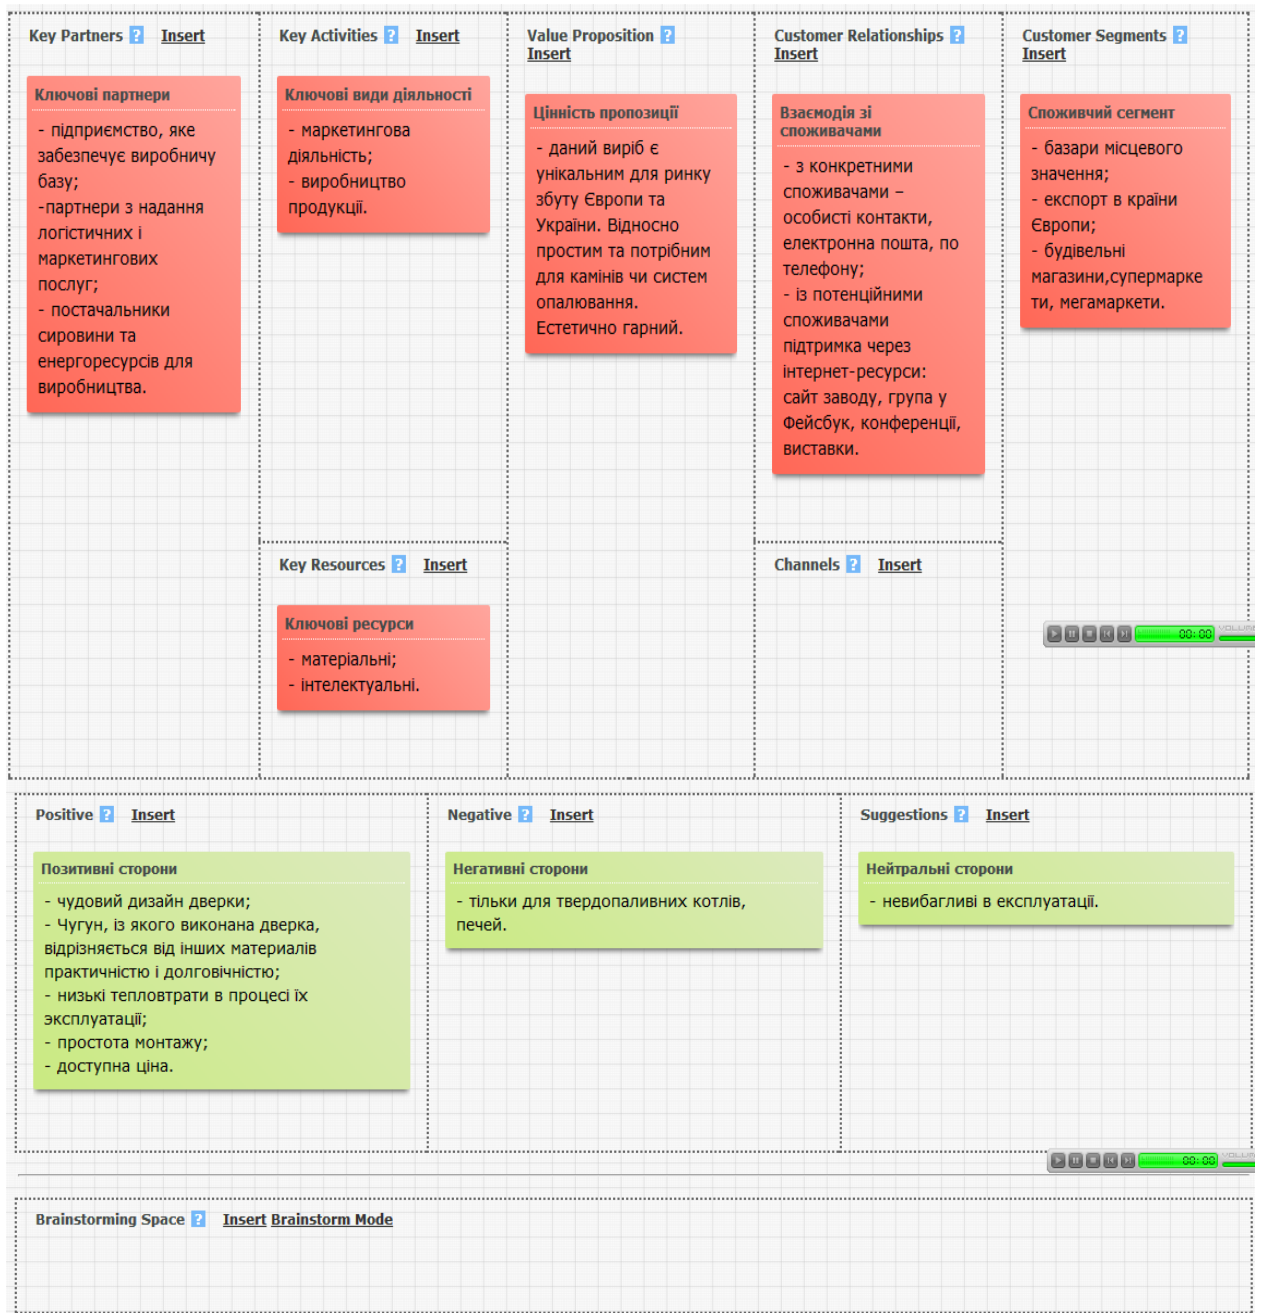 Key Partners ? Insert
Ключові партнери
- підприємство, яке
забезпечує виробничу
базу;
-партнери з надання
логістичних і
маркетингових
послуг;
- постачальники
сировини та
енергоресурсів для
виробництва.
Key Activities ? Insert
Ключові види діяльності
- маркетингова
діяльність;
- виробництво
продукції.
Key Resources ? Insert
Ключові ресурси
- матеріальні;
- інтелектуальні.
Value Proposition ?
Insert
Цінність пропозиції
- даний виріб є
унікальним для ринку
збуту Європи та
України. Відносно
простим та потрібним
для камінів чи систем
опалювання.
Естетично гарний.
Customer Relationships ?
Insert
Взаємодія зі
споживачами
- з конкретними
споживачами –
особисті контакти,
електронна пошта, по
телефону;
- із потенційними
споживачами
підтримка через
інтернет-ресурси:
сайт заводу, група у
Фейсбук, конференції,
виставки.
Channels ? Insert
Customer Segments ?
Insert
Споживчий сегмент
- базари місцевого
значення;
- експорт в країни
Європи;
- будівельні
магазини,супермарке
ти, мегамаркети.
00:00 VOLUME
Positive ? Insert
Позитивні сторони
- чудовий дизайн дверки;
- Чугун, із якого виконана дверка,
відрізняється від інших материалів
практичністю і долговічністю;
- низькі тепловтрати в процесі їх
эксплуатації;
- простота монтажу;
- доступна ціна.
Negative ? Insert
Негативні сторони
- тільки для твердопаливних котлів,
печей.
Suggestions ? Insert
Нейтральні сторони
- невибагливі в експлуатації.
00:00 VOLUME
Brainstorming Space ? Insert Brainstorm Mode